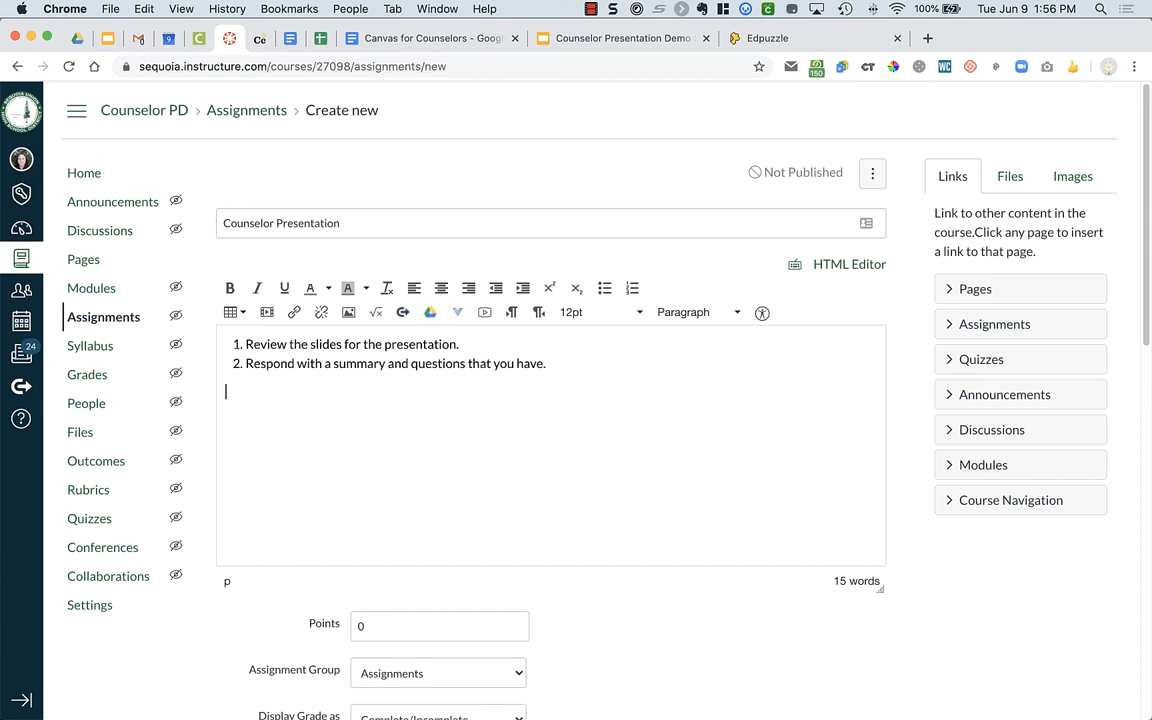 Chrome File Edit View History Bookmarks People Tab Window Help 100% Tue Jun 9 1:56 PM
Canvas for Counselors - Googl × Counselor Presentation Demo × Edpuzzle × +
sequoia.instructure.com/courses/27098/assignments/new
Counselor PD > Assignments > Create new
Home
Announcements
Discussions
Pages
Modules
Assignments
Syllabus
Grades
People
Files
Outcomes
Rubrics
Quizzes
Conferences
Collaborations
Settings
24
Not Published
Counselor Presentation
HTML Editor
12pt Paragraph
1. Review the slides for the presentation.
2. Respond with a summary and questions that you have.
p 15 words
Points 0
Assignment Group Assignments
Display Grade as Complete/Incomplete
Links Files Images
Link to other content in the
course.Click any page to insert
a link to that page.
Pages
Assignments
Quizzes
Announcements
Discussions
Modules
Course Navigation